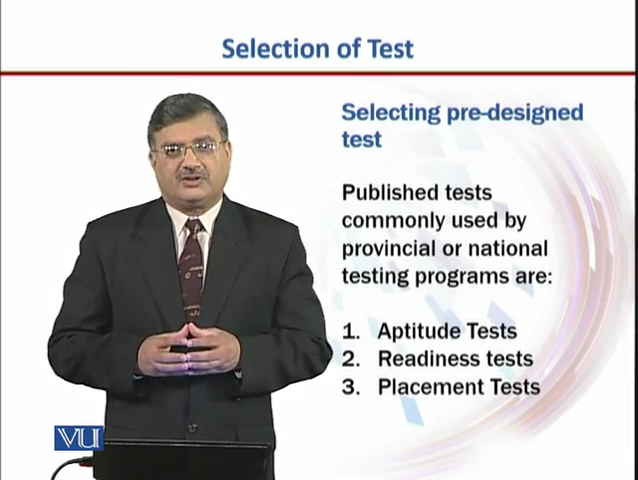 Selection of Test
Selecting pre-designed
test
Published tests
commonly used by
provincial or national
testing programs are:
1. Aptitude Tests
2. Readiness tests
3. Placement Tests
VU